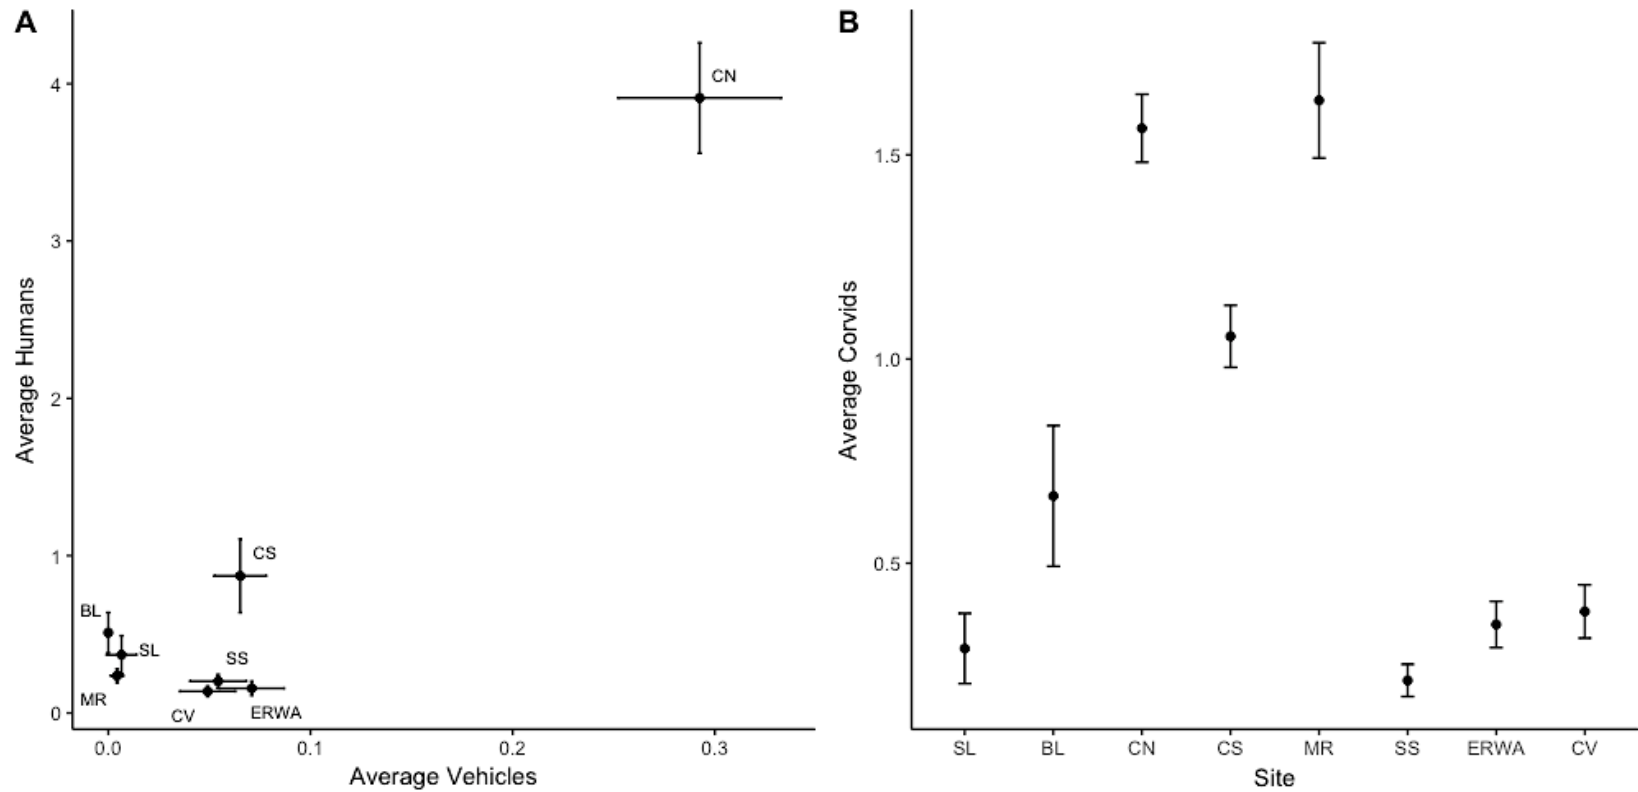 A
Average Humans
4
3
2
1
0
CN
CS
BL
SL
SS
MR
CV
ERWA
0.0 0.1 0.2 0.3
Average Vehicles
B
Average Corvids
1.5
1.0
0.5
SL BL CN CS MR SS ERWA CV
Site